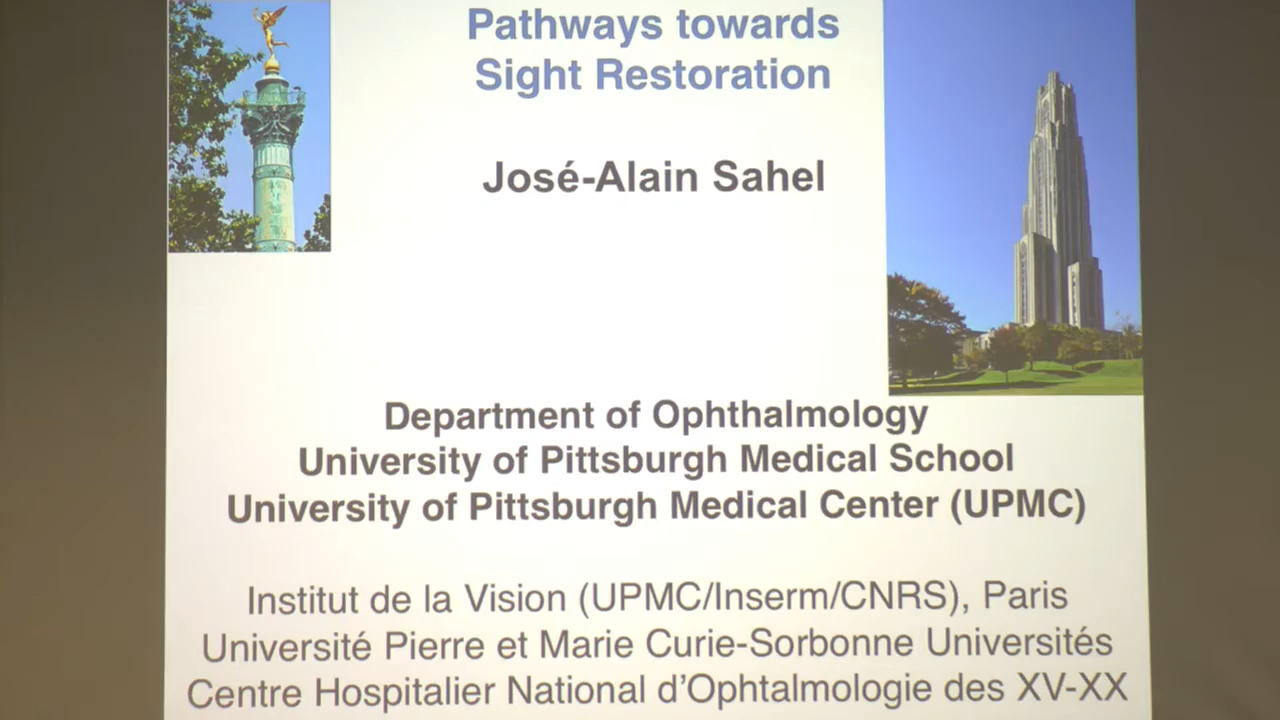 Pathways towards
Sight Restoration
José-Alain Sahel
Department of Ophthalmology
University of Pittsburgh Medical School
University of Pittsburgh Medical Center (UPMC)
Institut de la Vision (UPMC/Inserm/CNRS), Paris
Université Pierre et Marie Curie-Sorbonne Universités
Centre Hospitalier National d'Ophtalmologie des XV-XX